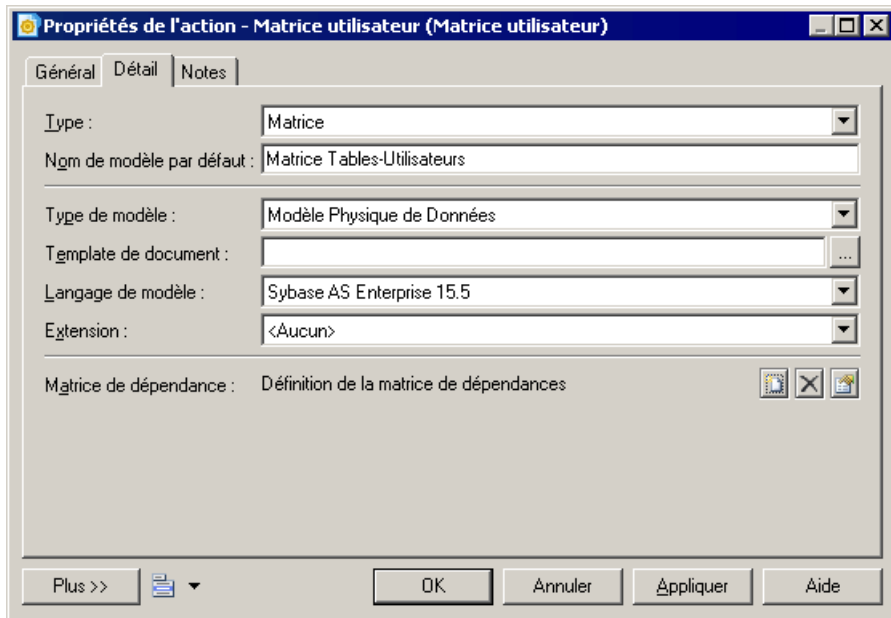 Propriétés de l'action - Matrice utilisateur (Matrice utilisateur)
Général Détail Notes
Type : Matrice
Nom de modèle par défaut : Matrice Tables-Utilisateurs
Type de modèle : Modèle Physique de Données
Template de document : ...
Langage de modèle : Sybase AS Enterprise 15.5
Extension : <Aucun>
Matrice de dépendance : Définition de la matrice de dépendances
Plus >> OK Annuler Appliquer Aide